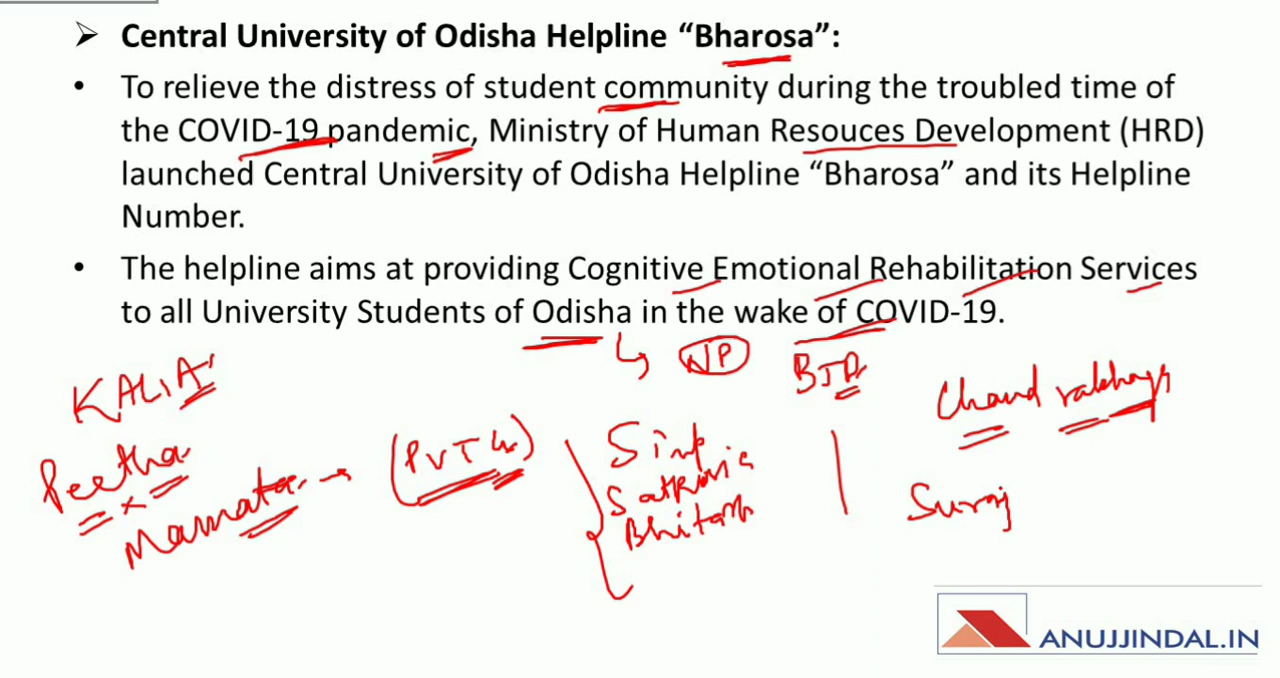 ➢ Central University of Odisha Helpline “Bharosa”:
• To relieve the distress of student community during the troubled time of
the COVID-19 pandemic, Ministry of Human Resouces Development (HRD)
launched Central University of Odisha Helpline “Bharosa” and its Helpline
Number.
• The helpline aims at providing Cognitive Emotional Rehabilitation Services
to all University Students of Odisha in the wake of COVID-19.
NP
BJD
KALIA
Peetha
Mamata
(PVTG)
Suraj
ANUJJINDAL.IN